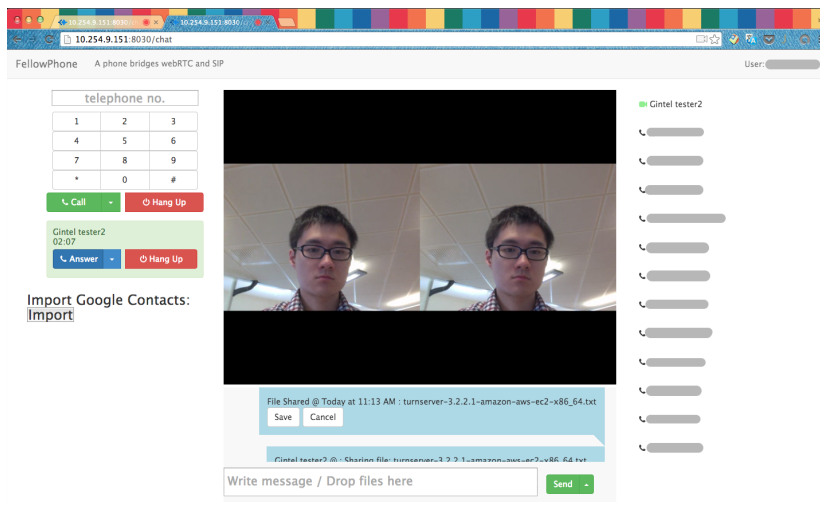 10.254.9.151:8030/
10.254.9.151:8030/
10.254.9.151:8030/chat
FellowPhone A phone bridges webRTC and SIP User:
telephone no.
1 2 3
4 5 6
7 8 9
* 0 #
Call Hang Up
Gintel tester2
02:07
Answer Hang Up
Import Google Contacts:
Import
File Shared @ Today at 11:13 AM : turnserver-3.2.2.1-amazon-aws-ec2-x86_64.txt
Save Cancel
Gintel tester2 @ : Sharing file: turnserver-3.2.2.1-amazon-aws-ec2-x86_64.txt
Write message / Drop files here
Send
Gintel tester2